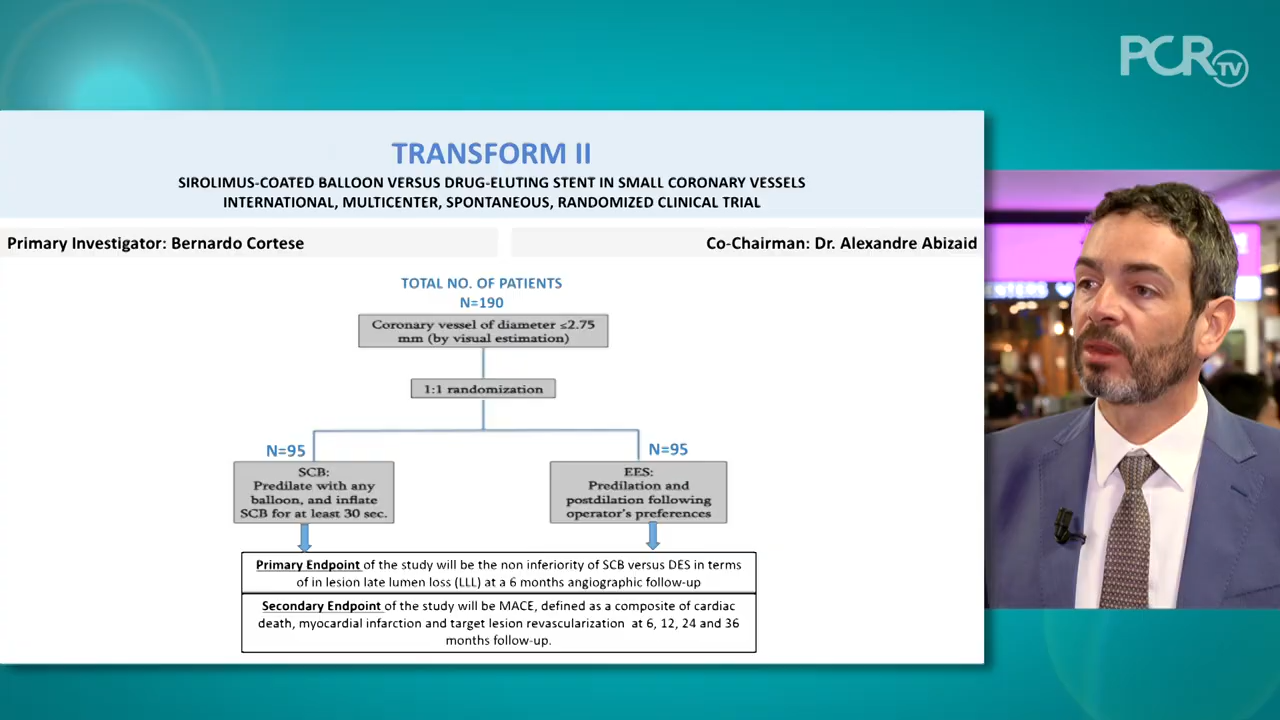 PCR TV
TRANSFORM II
SIROLIMUS-COATED BALLOON VERSUS DRUG-ELUTING STENT IN SMALL CORONARY VESSELS
INTERNATIONAL, MULTICENTER, SPONTANEOUS, RANDOMIZED CLINICAL TRIAL
Primary Investigator: Bernardo Cortese
Co-Chairman: Dr. Alexandre Abizaid
TOTAL NO. OF PATIENTS
N=190
Coronary vessel of diameter ≤2.75
mm (by visual estimation)
1:1 randomization
N=95
SCB:
Predilate with any
balloon, and inflate
SCB for at least 30 sec.
N=95
EES:
Predilation and
postdilation following
operator's preferences
Primary Endpoint of the study will be the non inferiority of SCB versus DES in terms
of in lesion late lumen loss (LLL) at a 6 months angiographic follow-up
Secondary Endpoint of the study will be MACE, defined as a composite of cardiac
death, myocardial infarction and target lesion revascularization at 6, 12, 24 and 36
months follow-up.